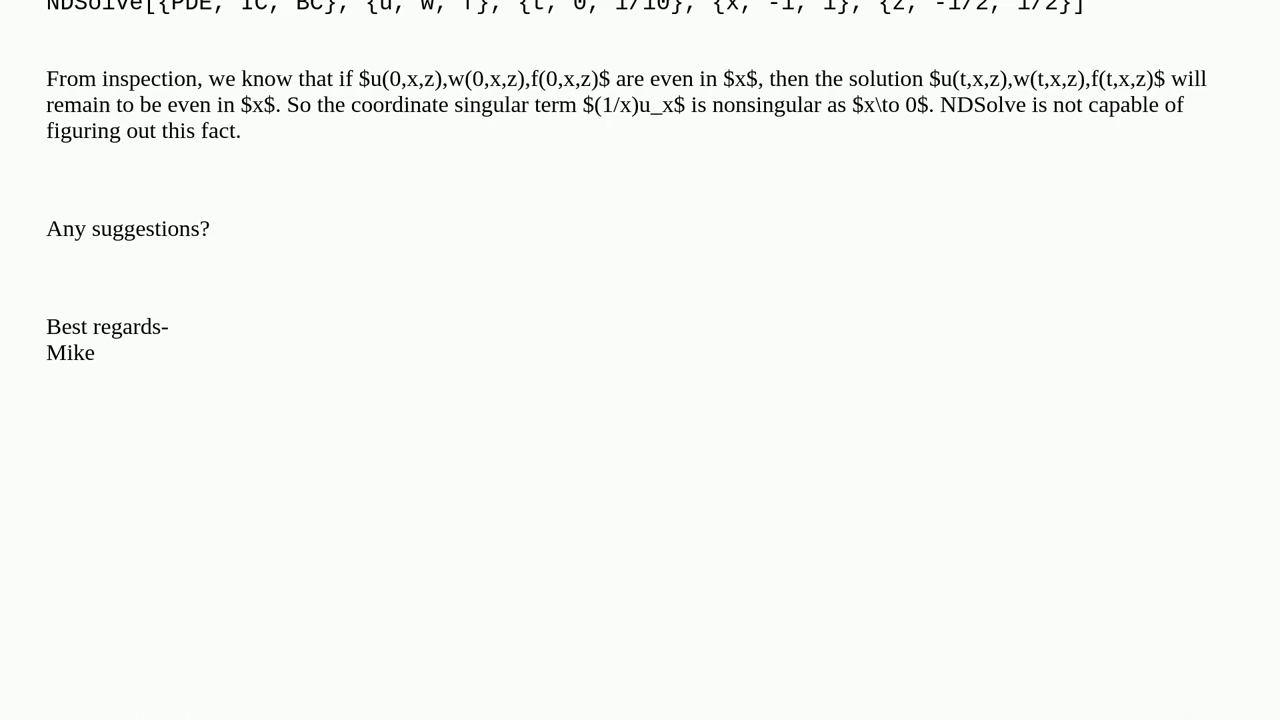 NDSolve[{PDE, IC, BC}, {u, w, f}, {t, 0, 1/10}, {x, -1, 1}, {z, -1/2, 1/2}]
From inspection, we know that if $u(0,x,z),w(0,x,z),f(0,x,z)$ are even in $x$, then the solution $u(t,x,z),w(t,x,z),f(t,x,z)$ will
remain to be even in $x$. So the coordinate singular term $(1/x)u_x$ is nonsingular as $x\to 0$. NDSolve is not capable of
figuring out this fact.
Any suggestions?
Best regards-
Mike